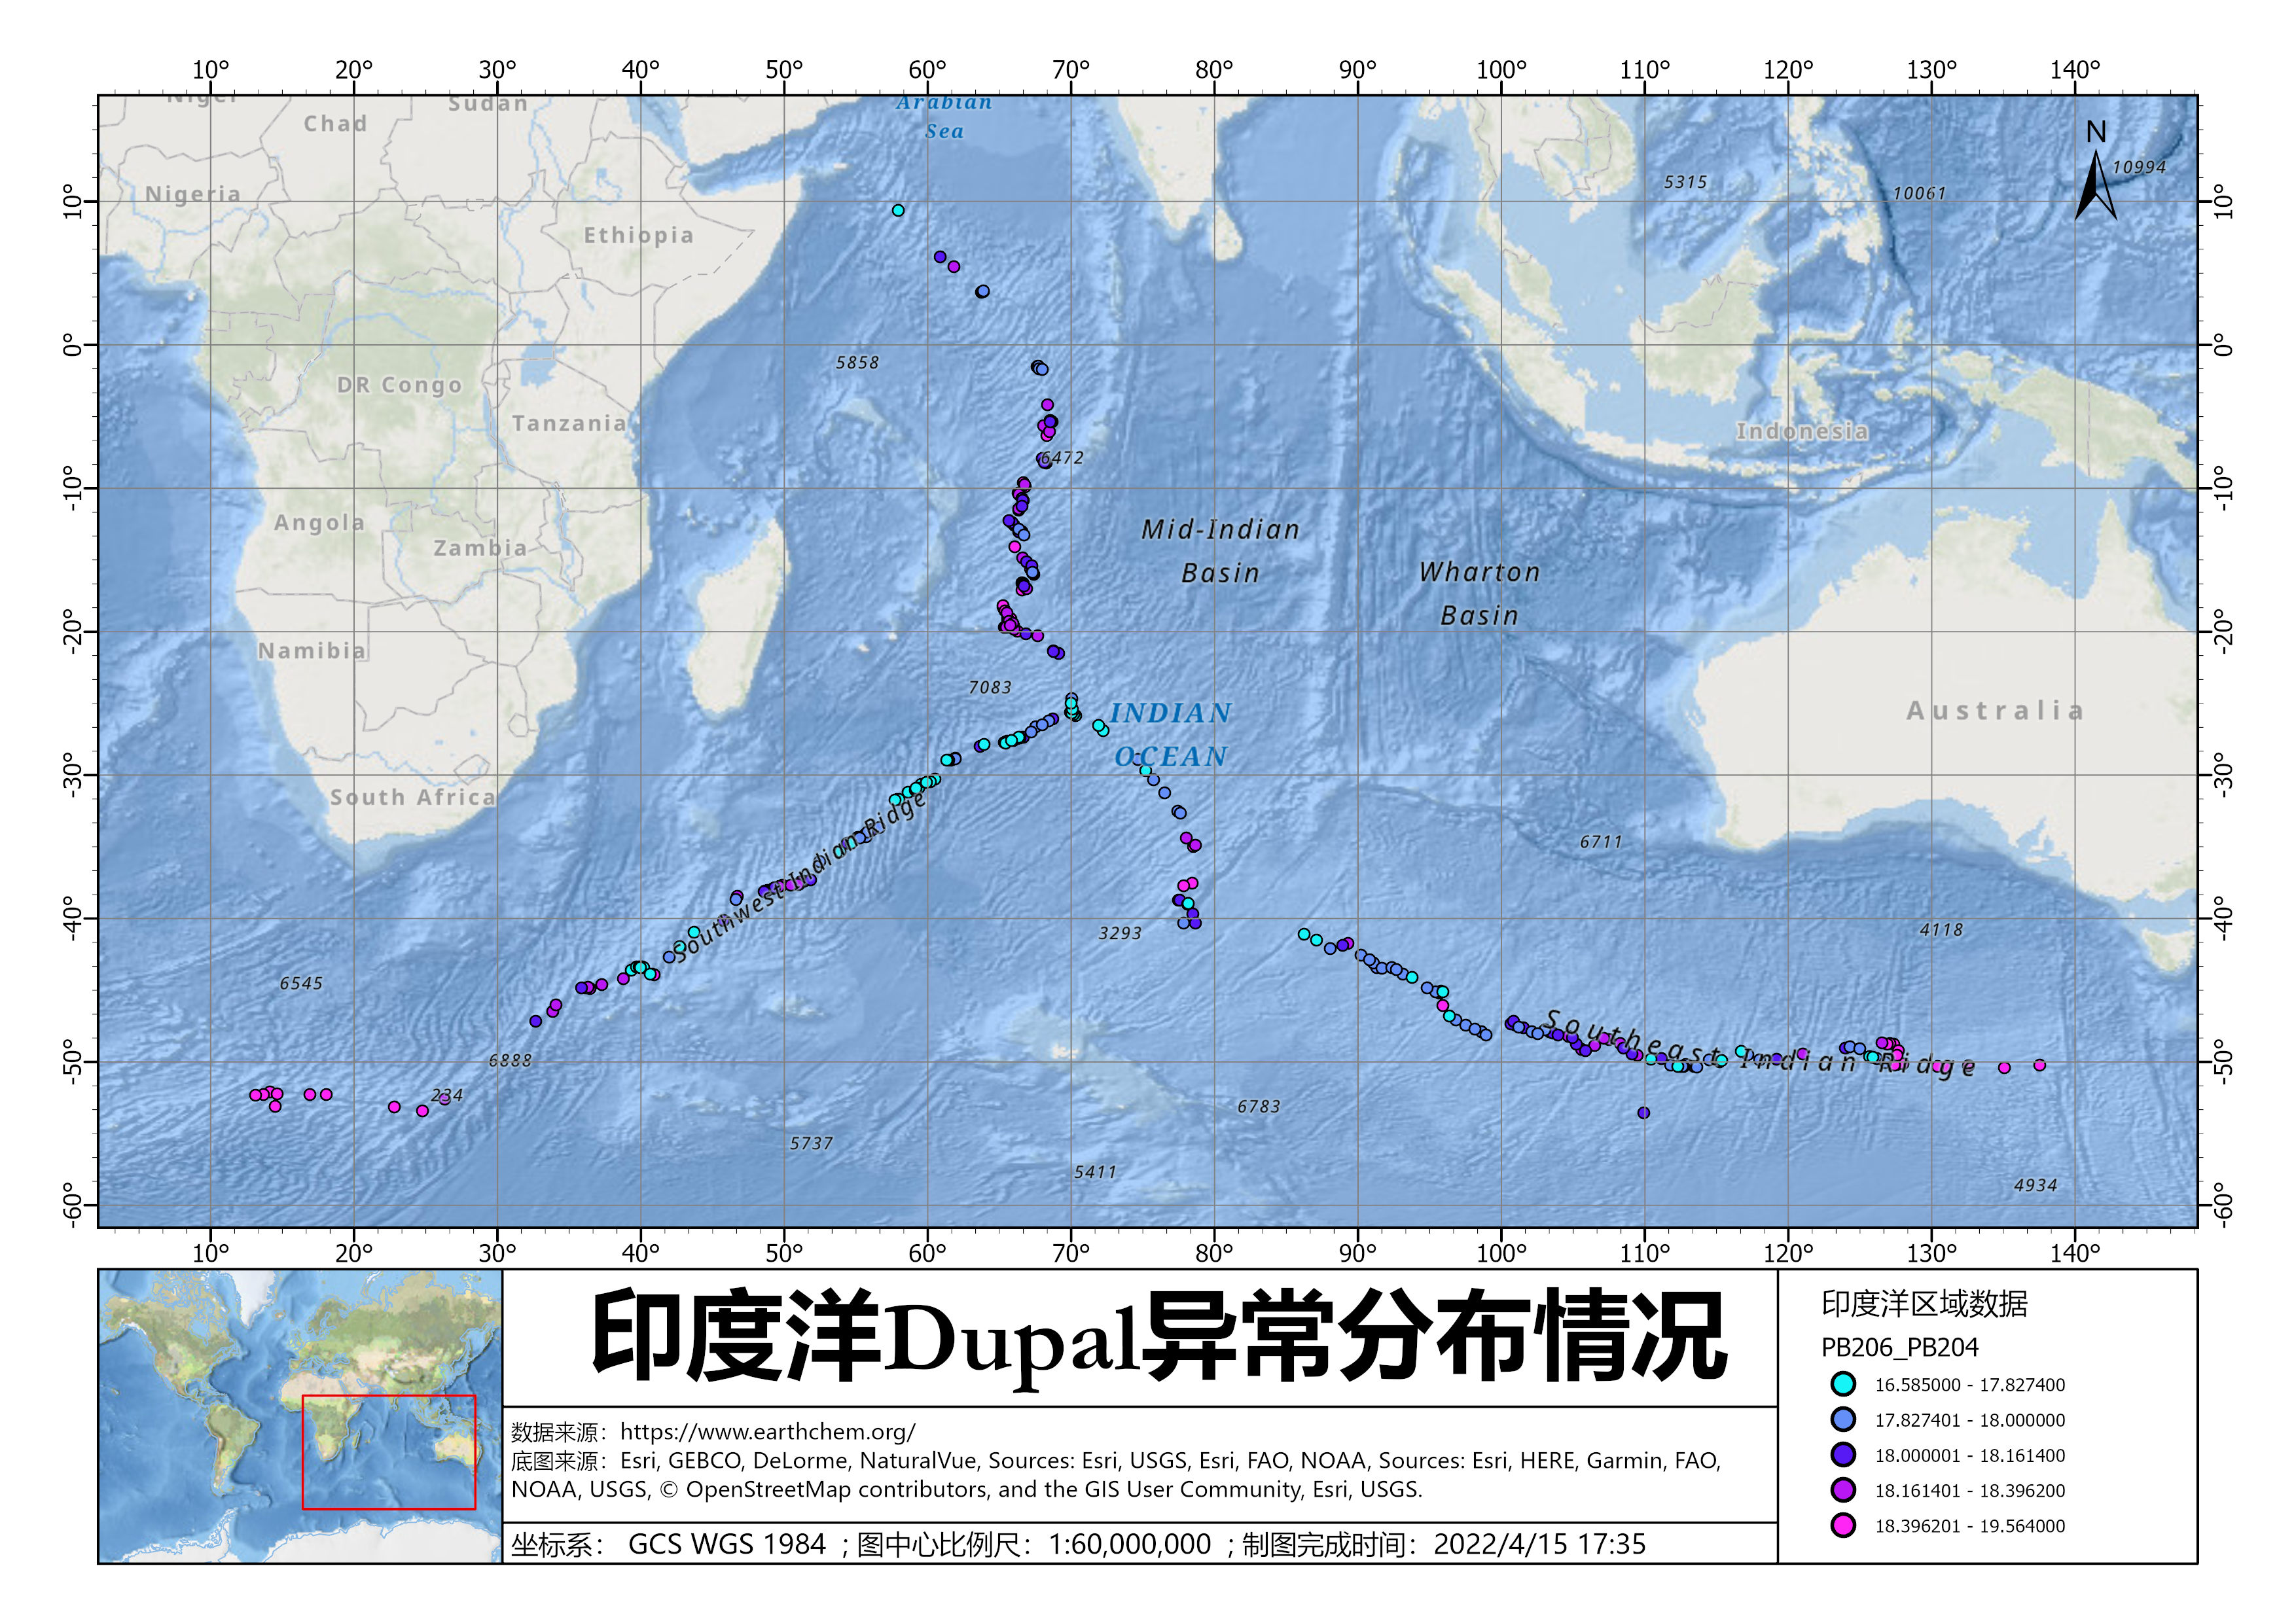 10° 20° 30° 40° 50° 60° 70° 80° 90° 100° 110° 120° 130° 140°
Niger
Sudan
Arabian
Sea
Chad
N
10994
5315
10061
Nigeria
10° 10°
Ethiopia
0° 0°
5858
DR Congo
Tanzania
Indonesia
6472
-10° -10°
Angola
Zambia
Mid-Indian
Basin
Wharton
Basin
-20° -20°
Namibia
7083
INDIAN
OCEAN
Australia
-30° -30°
South Africa
6711
Southwest Indian Ridge
-40° -40°
3293
4118
6545
Southeast Indian Ridge
-50° -50°
6888
234
6783
5737
5411
4934
-60° -60°
10° 20° 30° 40° 50° 60° 70° 80° 90° 100° 110° 120° 130° 140°
印度洋Dupal异常分布情况
数据来源：https://www.earthchem.org/
底图来源：Esri, GEBCO, DeLorme, NaturalVue, Sources: Esri, USGS, Esri, FAO, NOAA, Sources: Esri, HERE, Garmin, FAO,
NOAA, USGS, © OpenStreetMap contributors, and the GIS User Community, Esri, USGS.
坐标系： GCS WGS 1984 ；图中心比例尺：1:60,000,000 ；制图完成时间：2022/4/15 17:35
印度洋区域数据
PB206_PB204
16.585000 - 17.827400
17.827401 - 18.000000
18.000001 - 18.161400
18.161401 - 18.396200
18.396201 - 19.564000